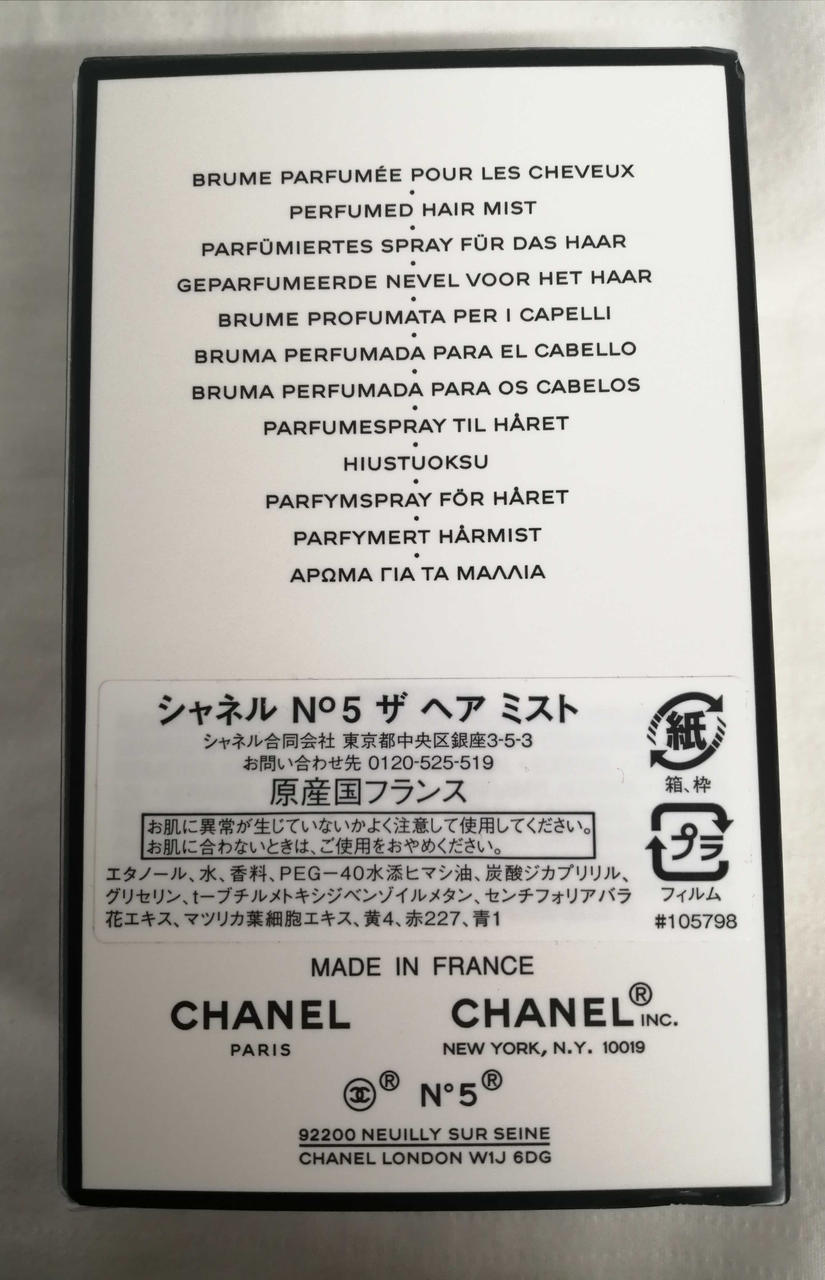 BRUME PARFUMÉE POUR LES CHEVEUX
PERFUMED HAIR MIST
PARFÜMIERTES SPRAY FÜR DAS HAAR
GEPARFUMEERDE NEVEL VOOR HET HAAR
BRUME PROFUMATA PER I CAPELLI
BRUMA PERFUMADA PARA EL CABELLO
BRUMA PERFUMADA PARA OS CABELOS
PARFUMESPRAY TIL HÅRET
HIUSTUOKSU
PARFYMSPRAY FÖR HÅRET
PARFYMERT HÅRMIST
ΑΡΩΜΑ ΓΙΑ ΤΑ ΜΑΛΛΙΑ
シャネル Nº5 ザ ヘア ミスト
シャネル合同会社 東京都中央区銀座3-5-3
お問い合わせ先 0120-525-519
原産国フランス
お肌に異常が生じていないかよく注意して使用してください。
お肌に合わないときは、ご使用をおやめください。
エタノール、水、香料、PEG-40水添ヒマシ油、炭酸ジカプリリル、
グリセリン、t-ブチルメトキシジベンゾイルメタン、センチフォリアバラ
花エキス、マツリカ葉細胞エキス、黄4、赤227、青1
紙
箱、枠
プラ
フィルム
#105798
MADE IN FRANCE
CHANEL
PARIS
CHANEL® INC.
NEW YORK, N.Y. 10019
® N°5®
92200 NEUILLY SUR SEINE
CHANEL LONDON W1J 6DG